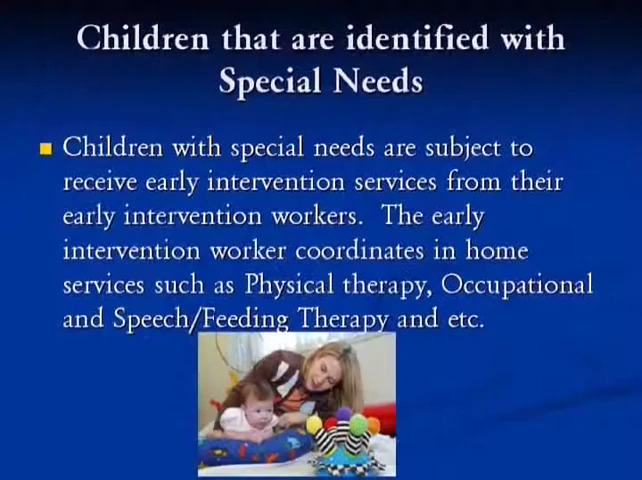 Children that are identified with
Special Needs
Children with special needs are subject to
receive early intervention services from their
early intervention workers. The early
intervention worker coordinates in home
services such as Physical therapy, Occupational
and Speech/Feeding Therapy and etc.